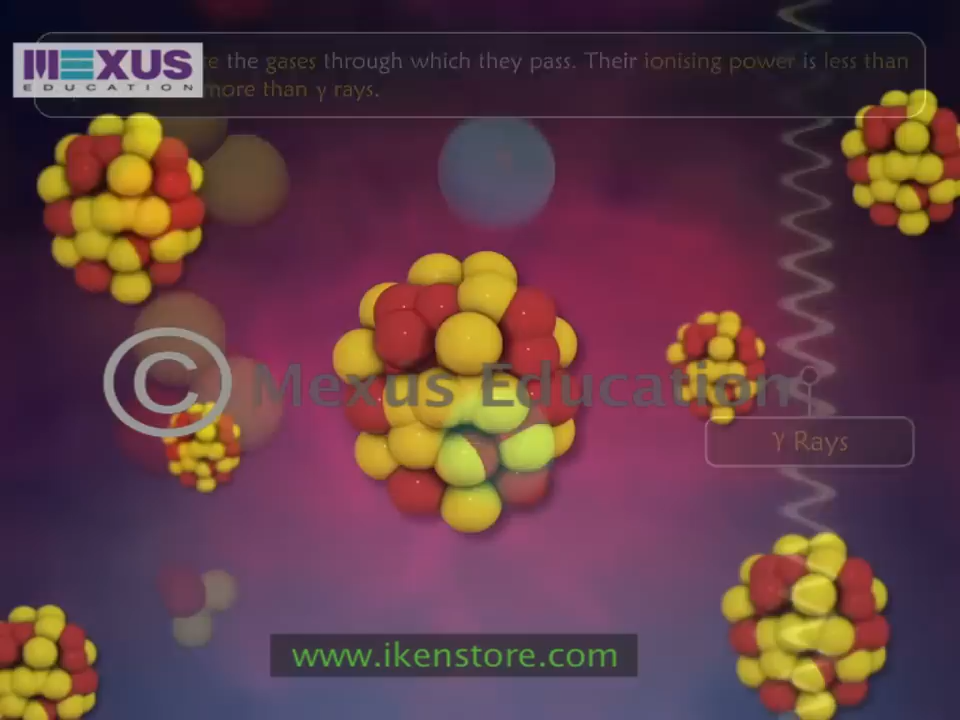 MEXUS
EDUCATION
the gases through which they pass. Their ionising power is less than
more than γ rays.
© Mexus Education
γ Rays
www.ikenstore.com